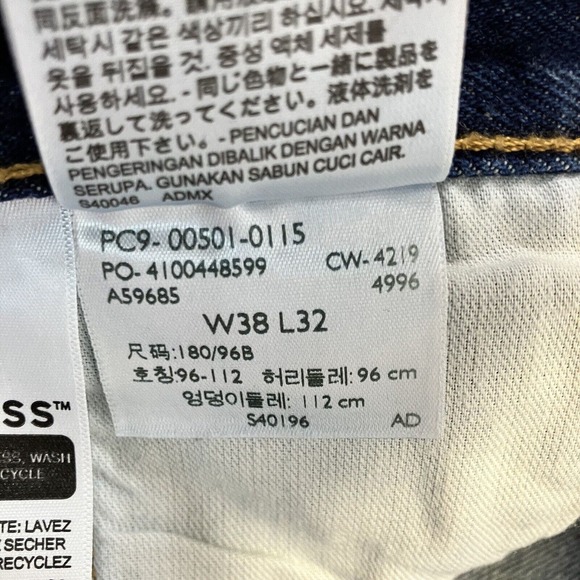 同反面洗涤。
세탁시 같은 색상끼리 하고, 세탁시
옷을 뒤집을 것. 중성 액체 세제를
사용하세요. - 同じ色物と一緒に製品を
裏返して洗ってください。液体洗剤を
ご使用下さい。 - PENCUCIAN DAN
PENGERINGAN DIBALIK DENGAN WARNA
SERUPA. GUNAKAN SABUN CUCI CAIR.
S40046 ADMX
PC9- 00501-0115
PO- 4100448599 CW- 4219
A59685 4996
W38 L32
尺码:180/96B
호칭:96-112 허리둘레: 96 cm
엉덩이둘레: 112 cm
S40196 AD
SS™
SS, WASH
CYCLE
TE: LAVEZ
SECHER
RECYCLEZ